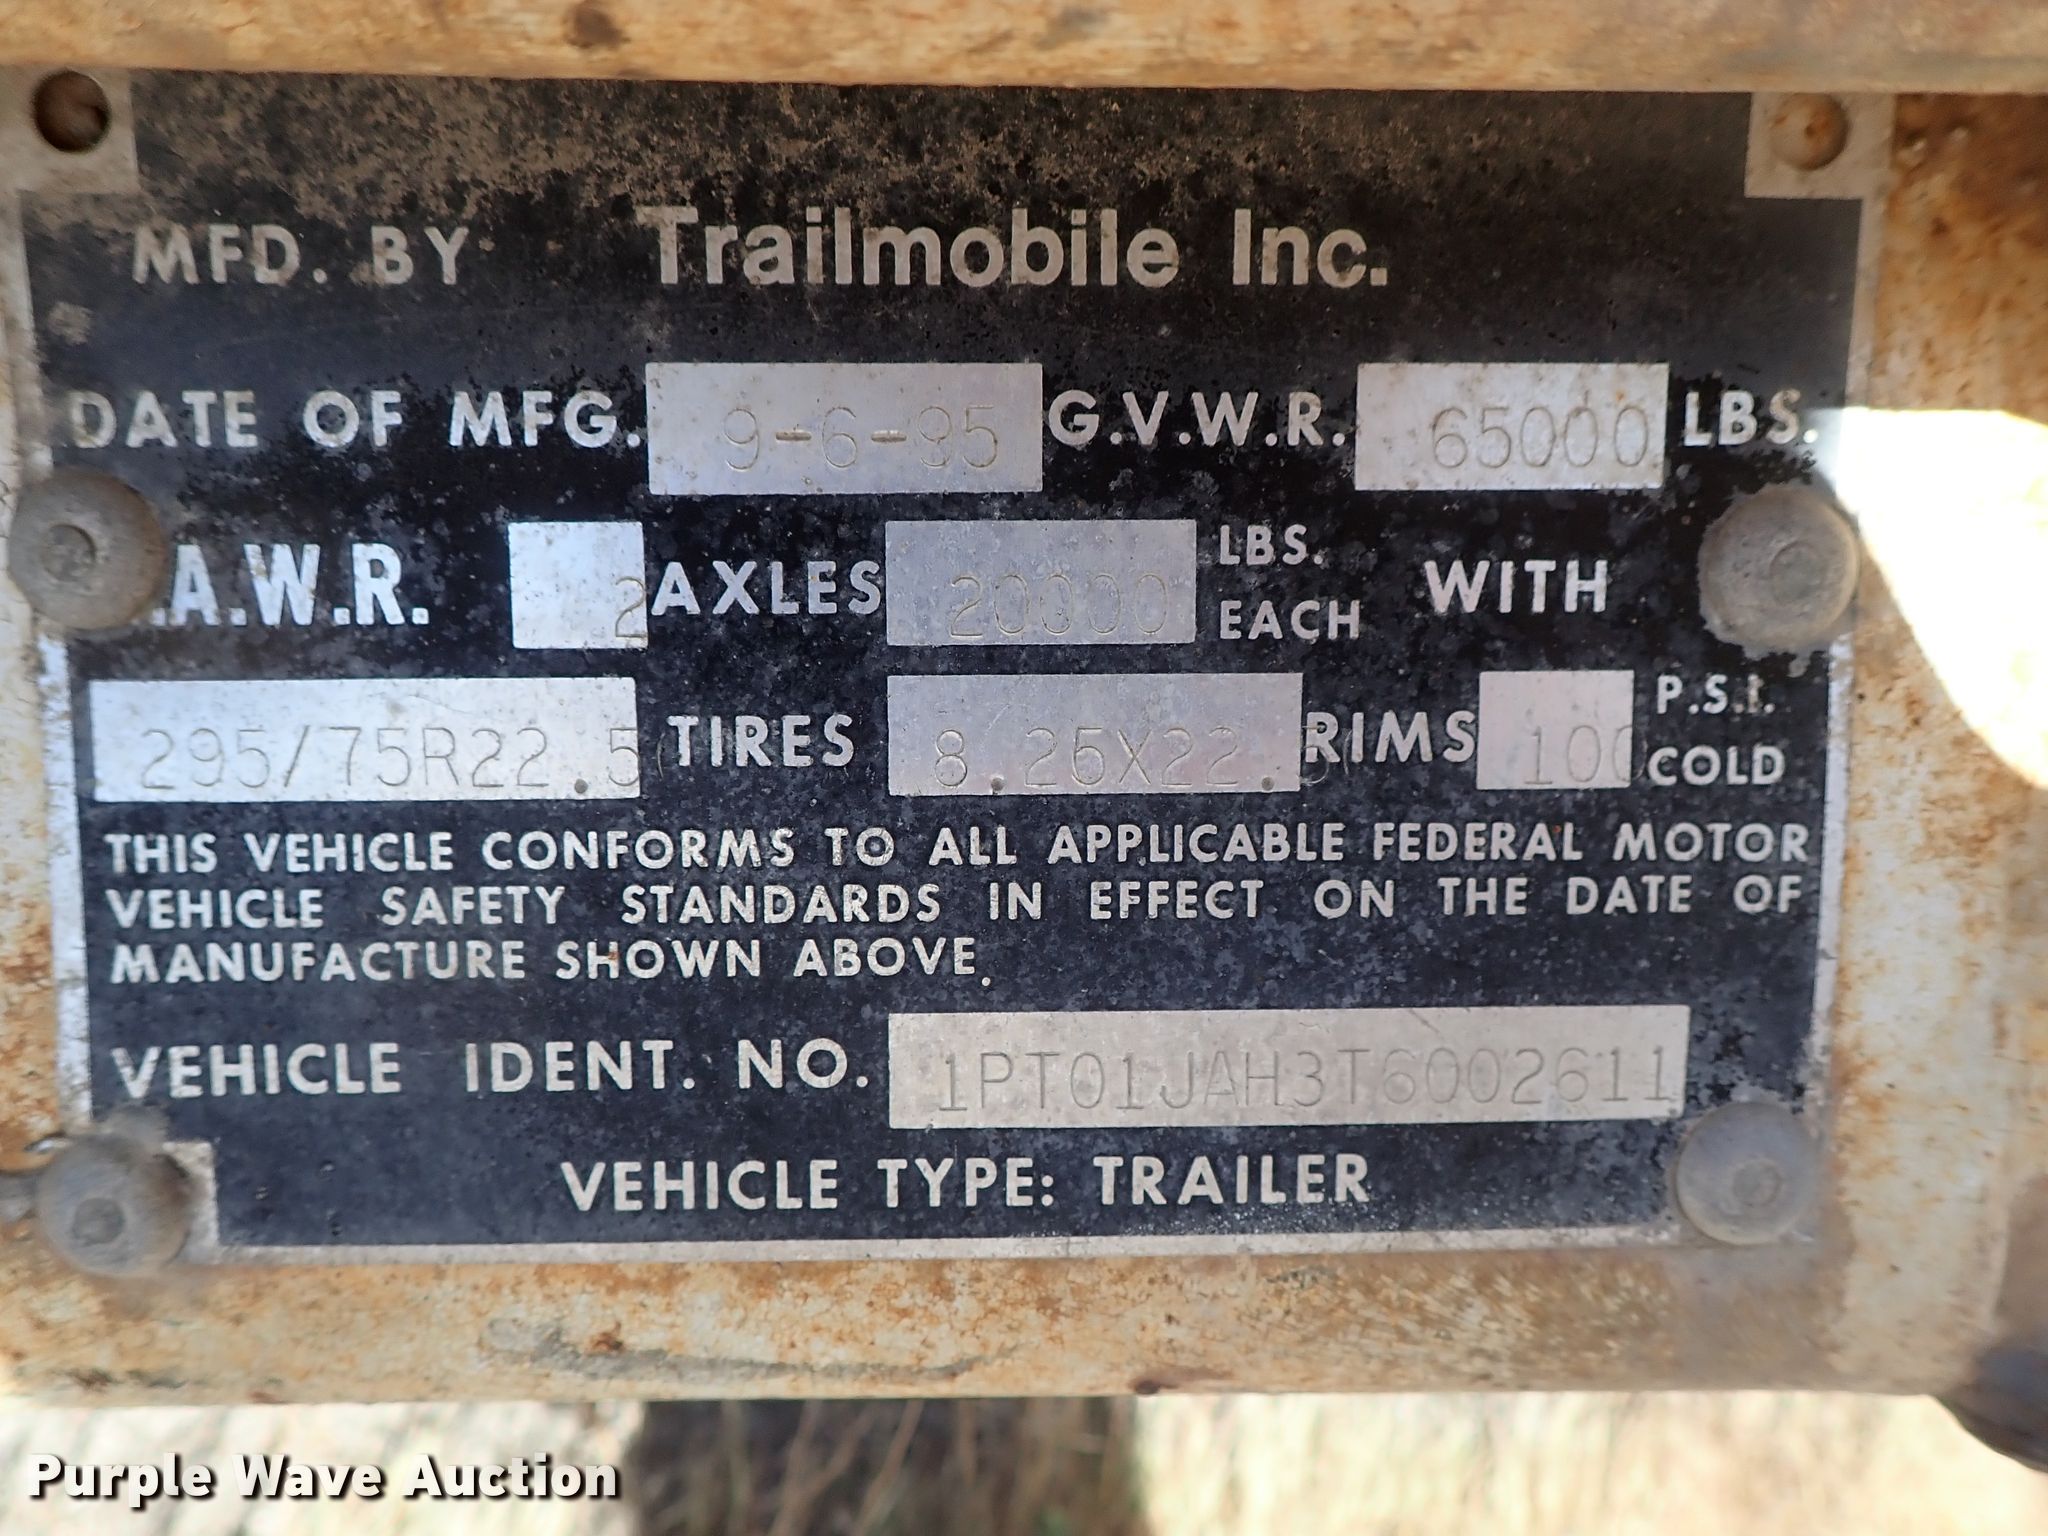 MFD. BY Trailmobile Inc.
DATE OF MFG. 9-6-95 G.V.W.R. 65000 LBS.
.A.W.R. 2 AXLES 20000 LBS. EACH WITH
295/75R22.5 TIRES 8.25X22.5 RIMS 100 P.S.I. COLD
THIS VEHICLE CONFORMS TO ALL APPLICABLE FEDERAL MOTOR
VEHICLE SAFETY STANDARDS IN EFFECT ON THE DATE OF
MANUFACTURE SHOWN ABOVE.
VEHICLE IDENT. NO. 1PT01JAH3T6002611
VEHICLE TYPE: TRAILER
Purple Wave Auction